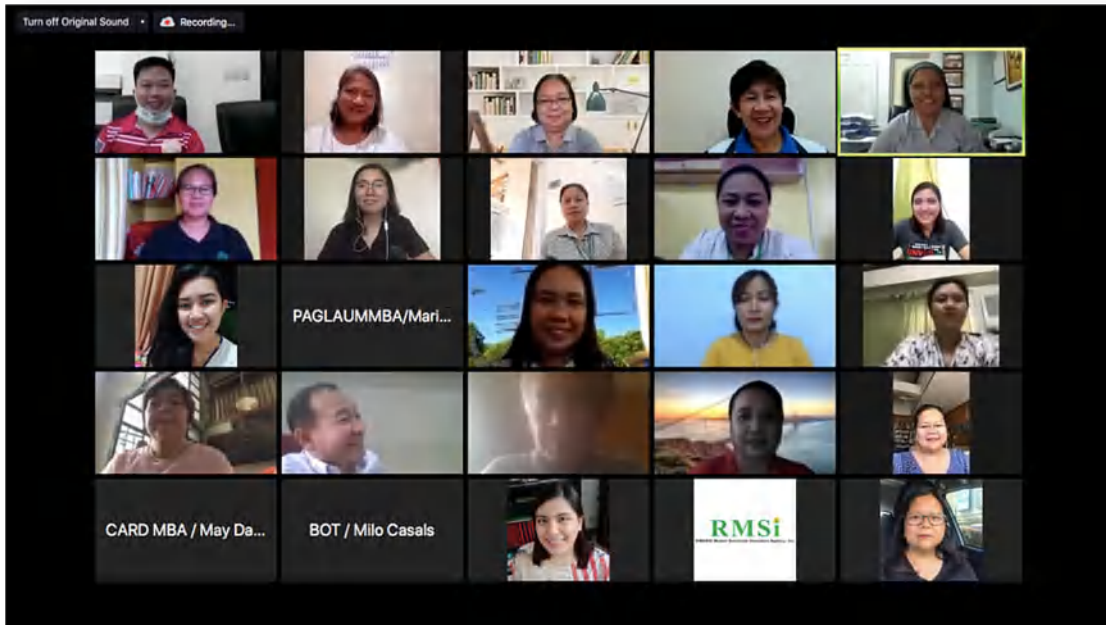 Turn off Original Sound
Recording...
PAGLAUMMBA/Mari...
CARD MBA / May Da...
BOT / Milo Casals
RMSi